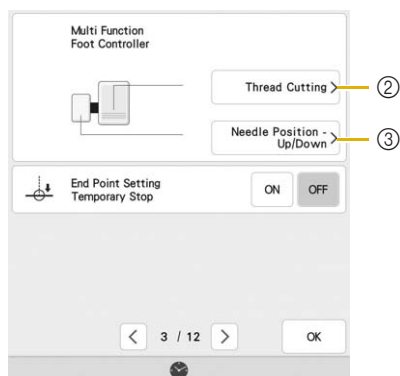 Multi Function
Foot Controller
Thread Cutting >
②
Needle Position -
Up/Down >
③
End Point Setting
Temporary Stop
ON OFF
< 3 / 12 > OK